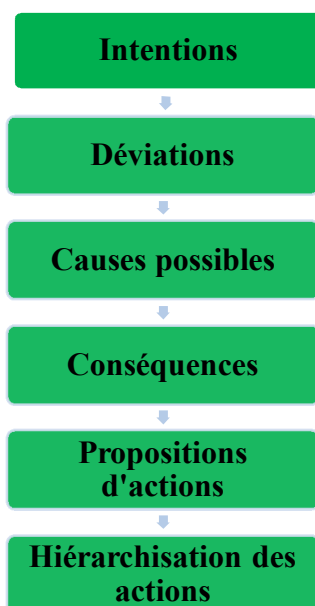 Intentions
Déviations
Causes possibles
Conséquences
Propositions
d'actions
Hiérarchisation des
actions